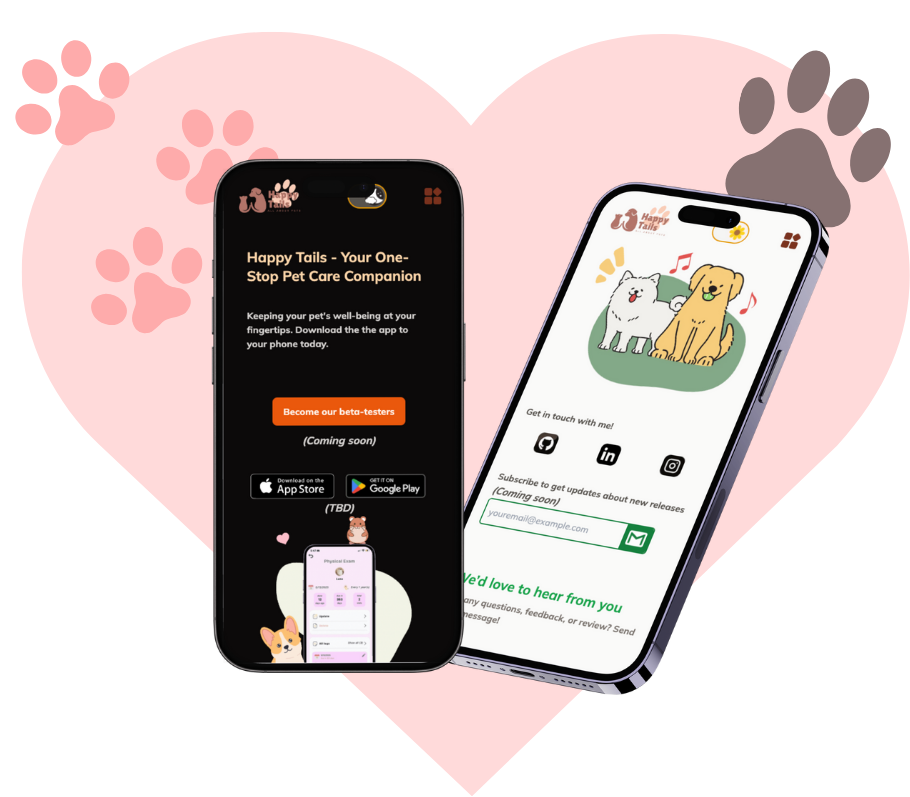 Happy
Tails
Happy Tails - Your One-
Stop Pet Care Companion
Keeping your pet's well-being at your
fingertips. Download the the app to
your phone today.
Become our beta-testers
(Coming soon)
Download on the
App Store
GET IT ON
Google Play
(TBD)
Physical Exam
Happy
Tails
Get in touch with me!
in
Subscribe to get updates about new releases
(Coming soon)
youremail@example.com
We'd love to hear from you
any questions, feedback, or review? Send
message!